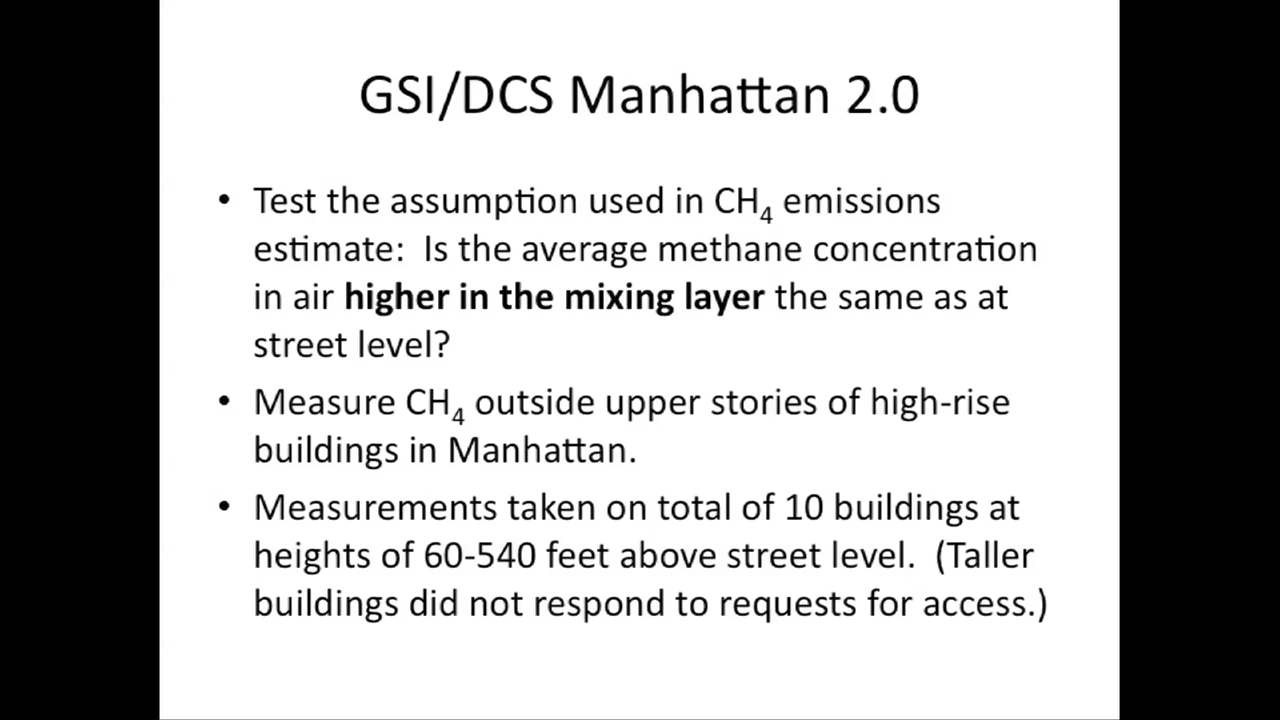 GSI/DCS Manhattan 2.0
• Test the assumption used in CH₄ emissions
estimate:  Is the average methane concentration
in air higher in the mixing layer the same as at
street level?
• Measure CH₄ outside upper stories of high-rise
buildings in Manhattan.
• Measurements taken on total of 10 buildings at
heights of 60-540 feet above street level.  (Taller
buildings did not respond to requests for access.)